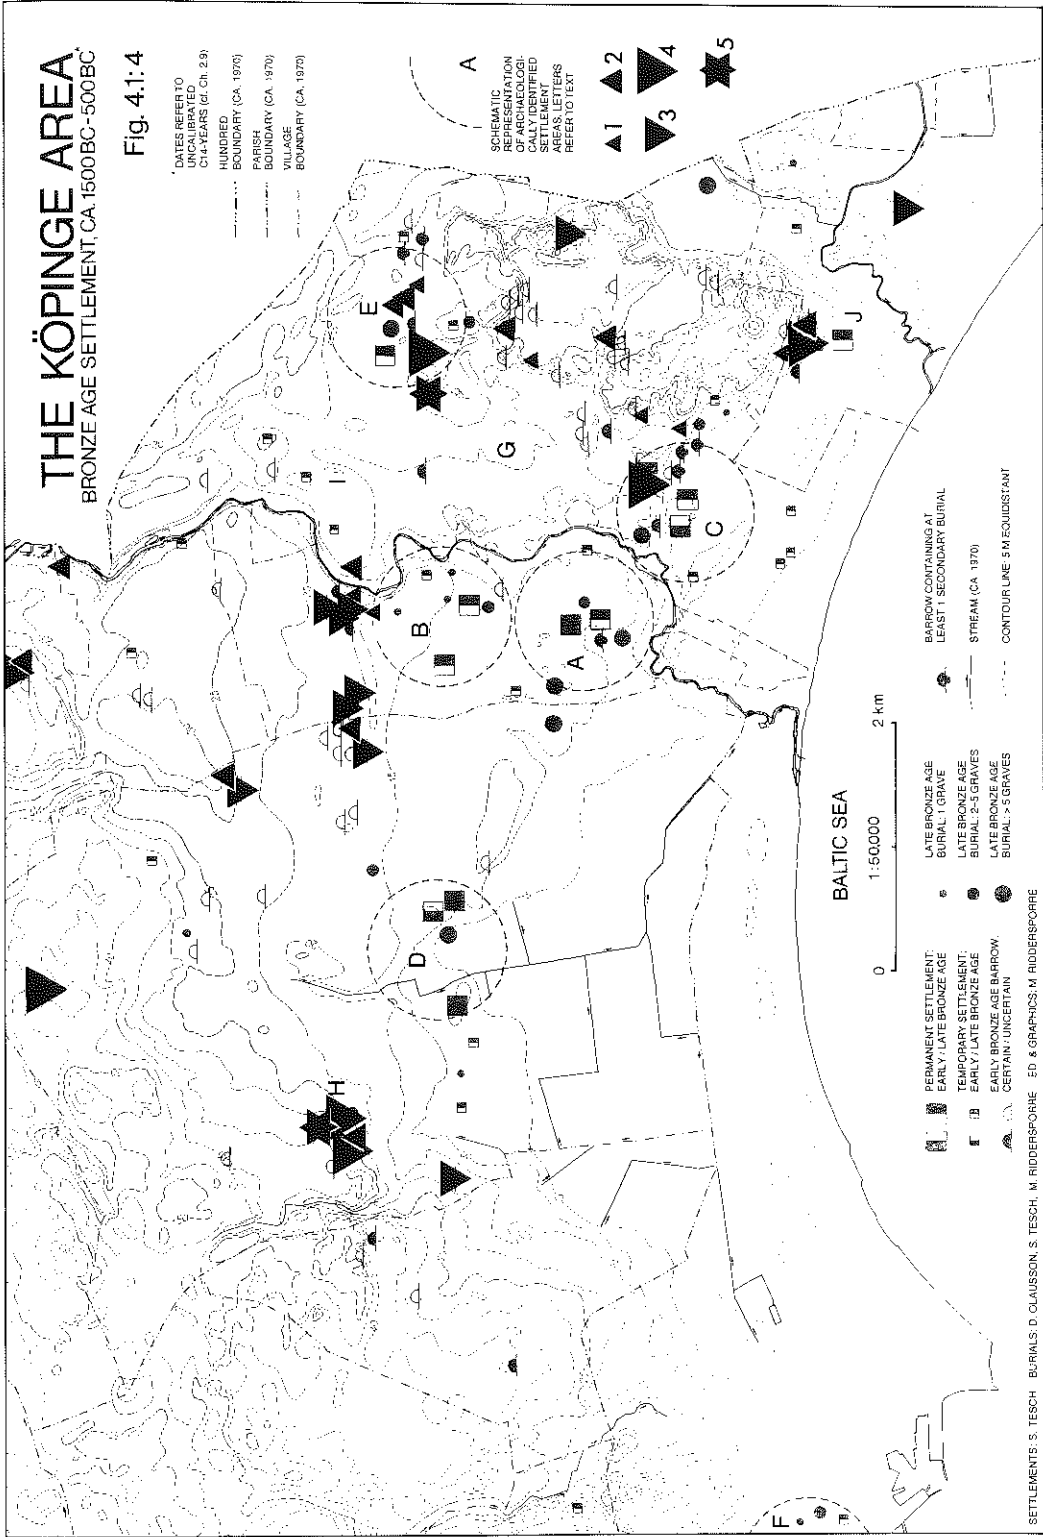 THE KÖPINGE AREA
BRONZE AGE SETTLEMENT, CA. 1500 BC-500 BC*
Fig. 4.1: 4
* DATES REFER TO
UNCALIBRATED
C14-YEARS (cf. Ch. 2.9)
HUNDRED
BOUNDARY (CA. 1970)
PARISH
BOUNDARY (CA. 1970)
VILLAGE
BOUNDARY (CA. 1970)
A
SCHEMATIC
REPRESENTATION
OF ARCHAEOLOGI-
CALLY IDENTIFIED
SETTLEMENT
AREAS. LETTERS
REFER TO TEXT
1
2
3
4
5
E
I
G
B
A
C
J
D
H
F
25
BALTIC SEA
1:50,000
0
2 km
PERMANENT SETTLEMENT:
EARLY / LATE BRONZE AGE
TEMPORARY SETTLEMENT:
EARLY / LATE BRONZE AGE
EARLY BRONZE AGE BARROW:
CERTAIN / UNCERTAIN
LATE BRONZE AGE
BURIAL: 1 GRAVE
LATE BRONZE AGE
BURIAL: 2-5 GRAVES
LATE BRONZE AGE
BURIAL: > 5 GRAVES
BARROW CONTAINING AT
LEAST 1 SECONDARY BURIAL
STREAM (CA. 1970)
CONTOUR LINE: 5 M EQUIDISTANT
SETTLEMENTS: S. TESCH BURIALS: D. OLAUSSON, S. TESCH, M. RIDDERSPORRE ED & GRAPHICS: M. RIDDERSPORRE